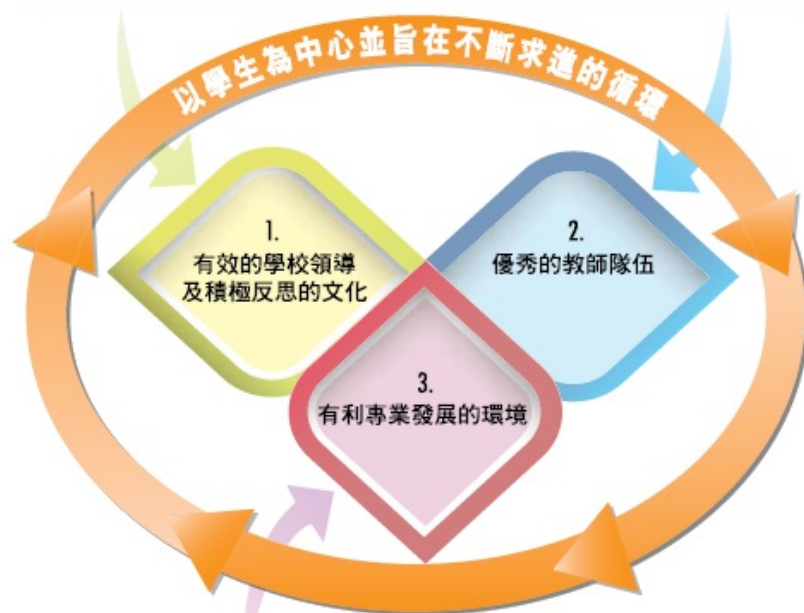 以學生為中心並旨在不斷求進的循環
1.
有效的學校領導
及積極反思的文化
2.
優秀的教師隊伍
3.
有利專業發展的環境